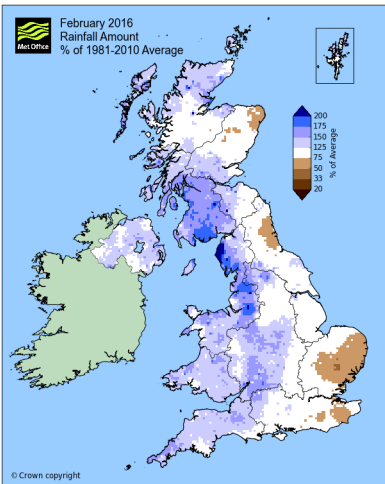 February 2016
Rainfall Amount
% of 1981-2010 Average
Met Office
200
175
150
125
75
50
33
20
% of Average
© Crown copyright